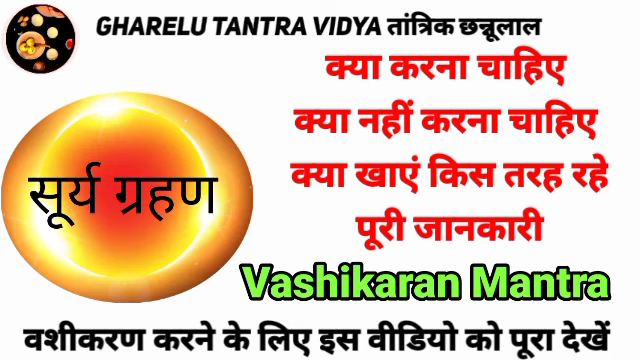 GHARELU TANTRA VIDYA तांत्रिक छन्नूलाल
क्या करना चाहिए
क्या नहीं करना चाहिए
क्या खाएं किस तरह रहे
पूरी जानकारी
सूर्य ग्रहण
Vashikaran Mantra
वशीकरण करने के लिए इस वीडियो को पूरा देखें